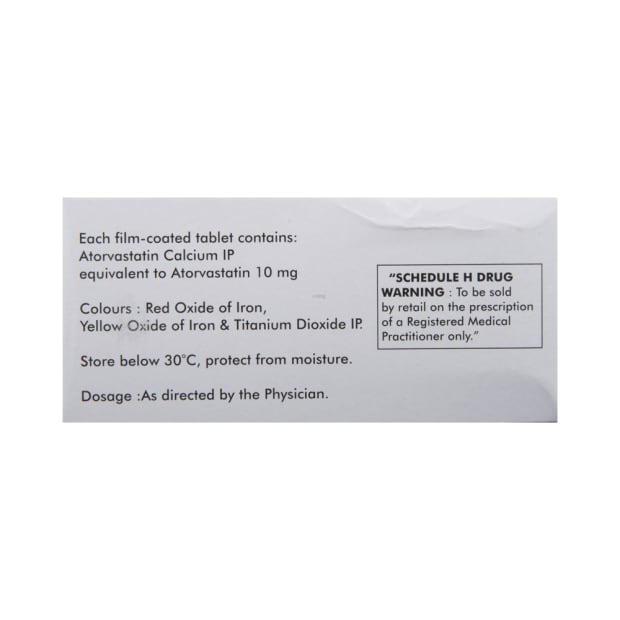 Each film-coated tablet contains:
Atorvastatin Calcium IP
equivalent to Atorvastatin 10 mg
Colours : Red Oxide of Iron,
Yellow Oxide of Iron & Titanium Dioxide IP.
Store below 30°C, protect from moisture.
Dosage :As directed by the Physician.
“SCHEDULE H DRUG
WARNING : To be sold
by retail on the prescription
of a Registered Medical
Practitioner only.”